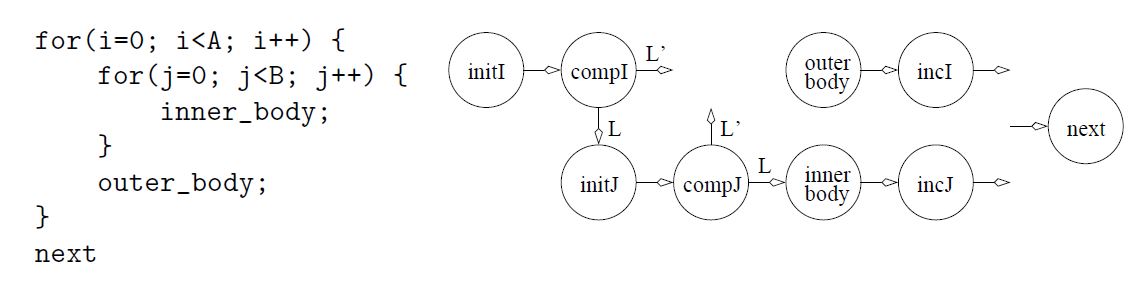 for(i=0; i<A; i++) {
for(j=0; j<B; j++) {
inner_body;
}
outer_body;
}
next
initI
compI
L’
outer
body
incI
next
L
L’
initJ
compJ
L
inner
body
incJ